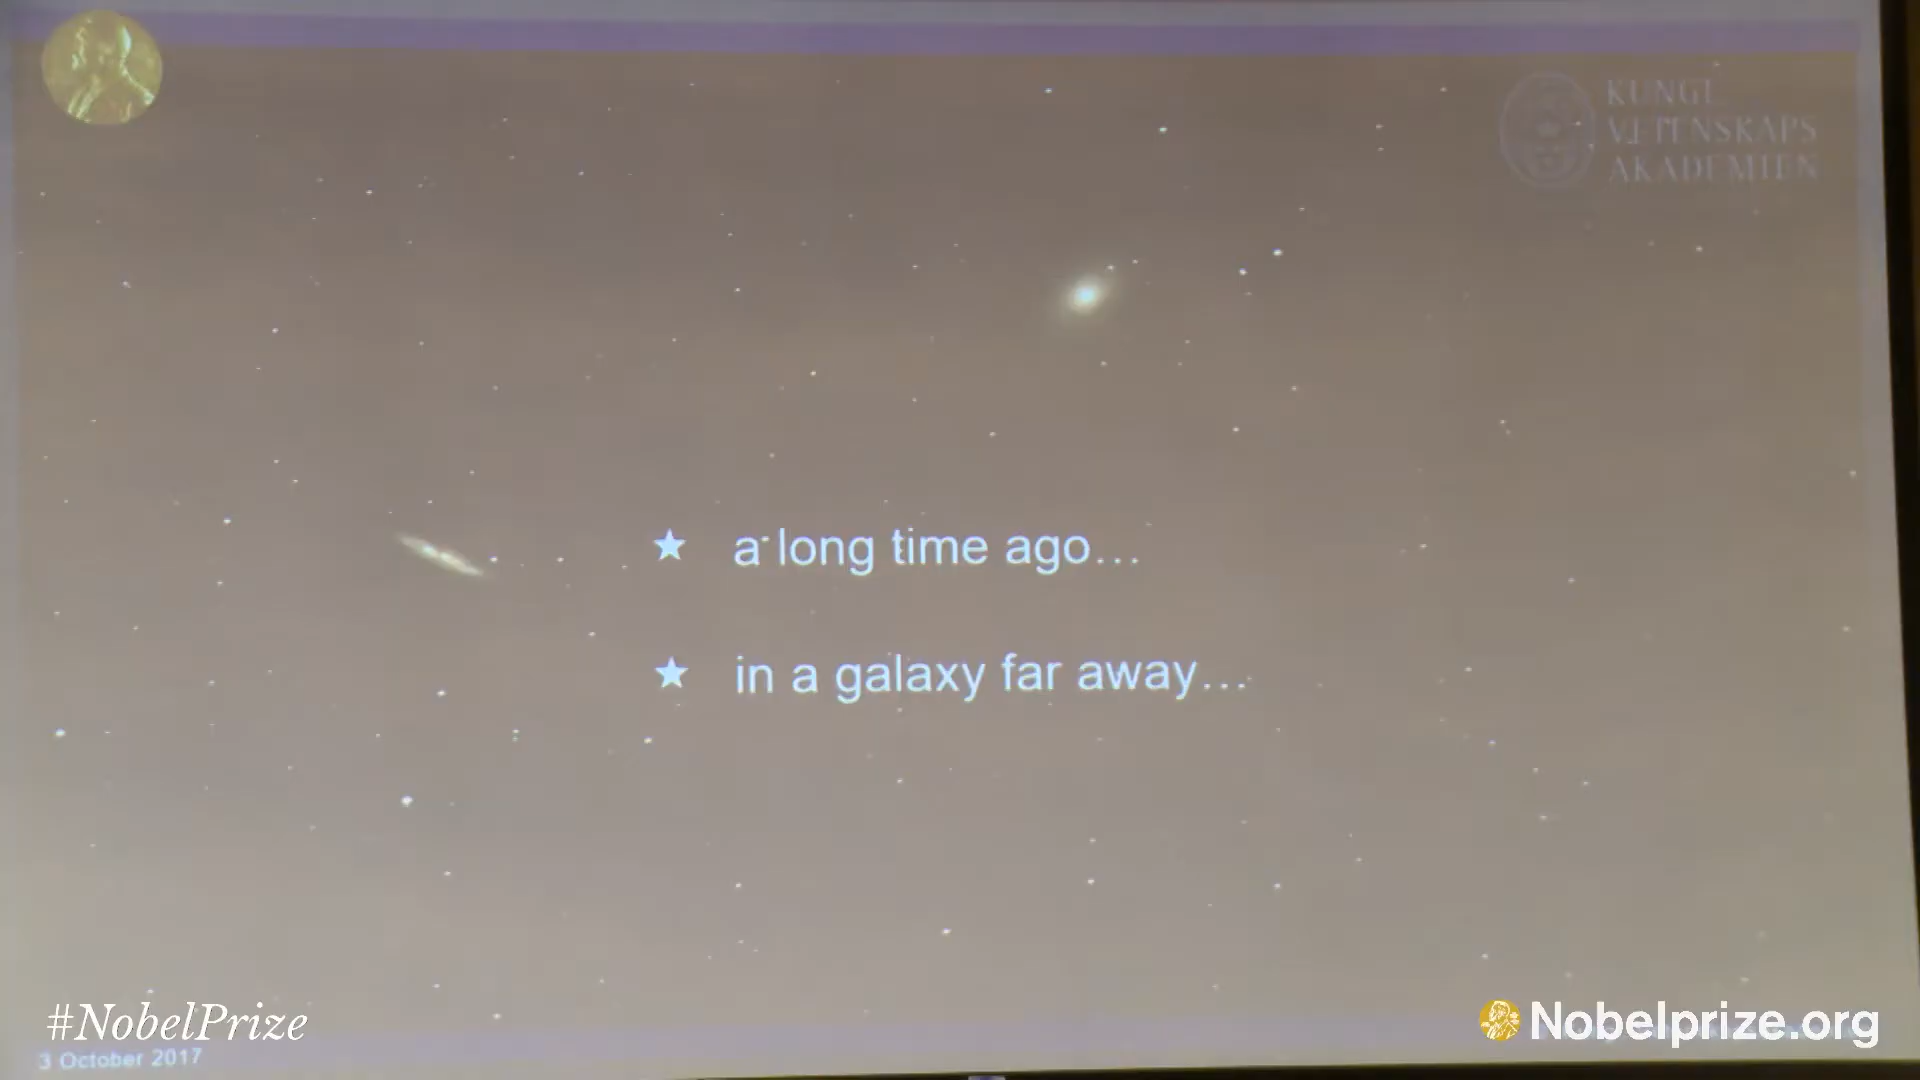 KUNGL.
VETENSKAPS
AKADEMIEN
★ a long time ago…
★ in a galaxy far away…
#NobelPrize
Nobelprize.org
3 October 2017